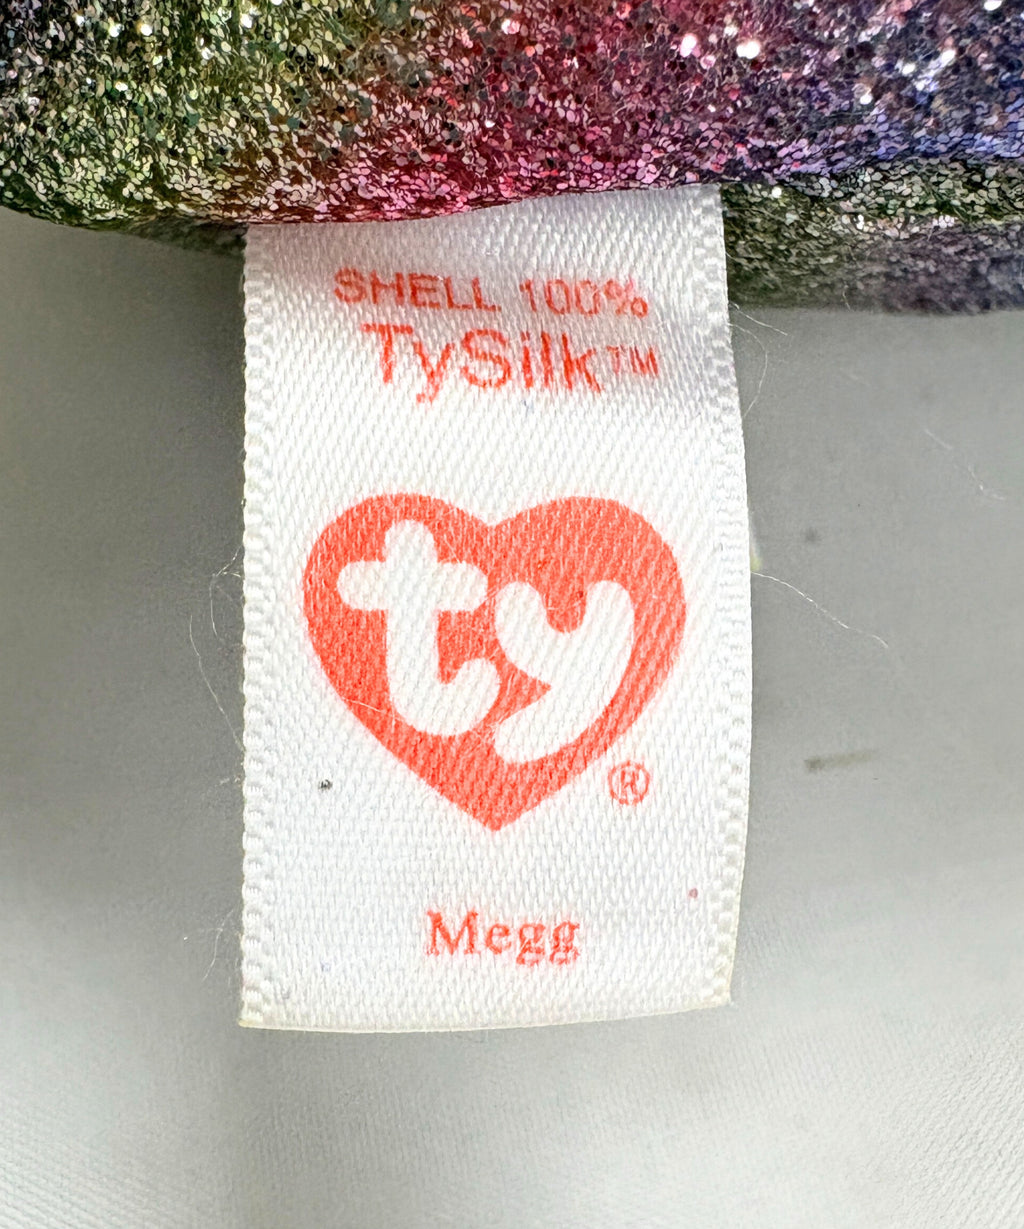 SHELL 100%
TySilk™
ty®
Megg